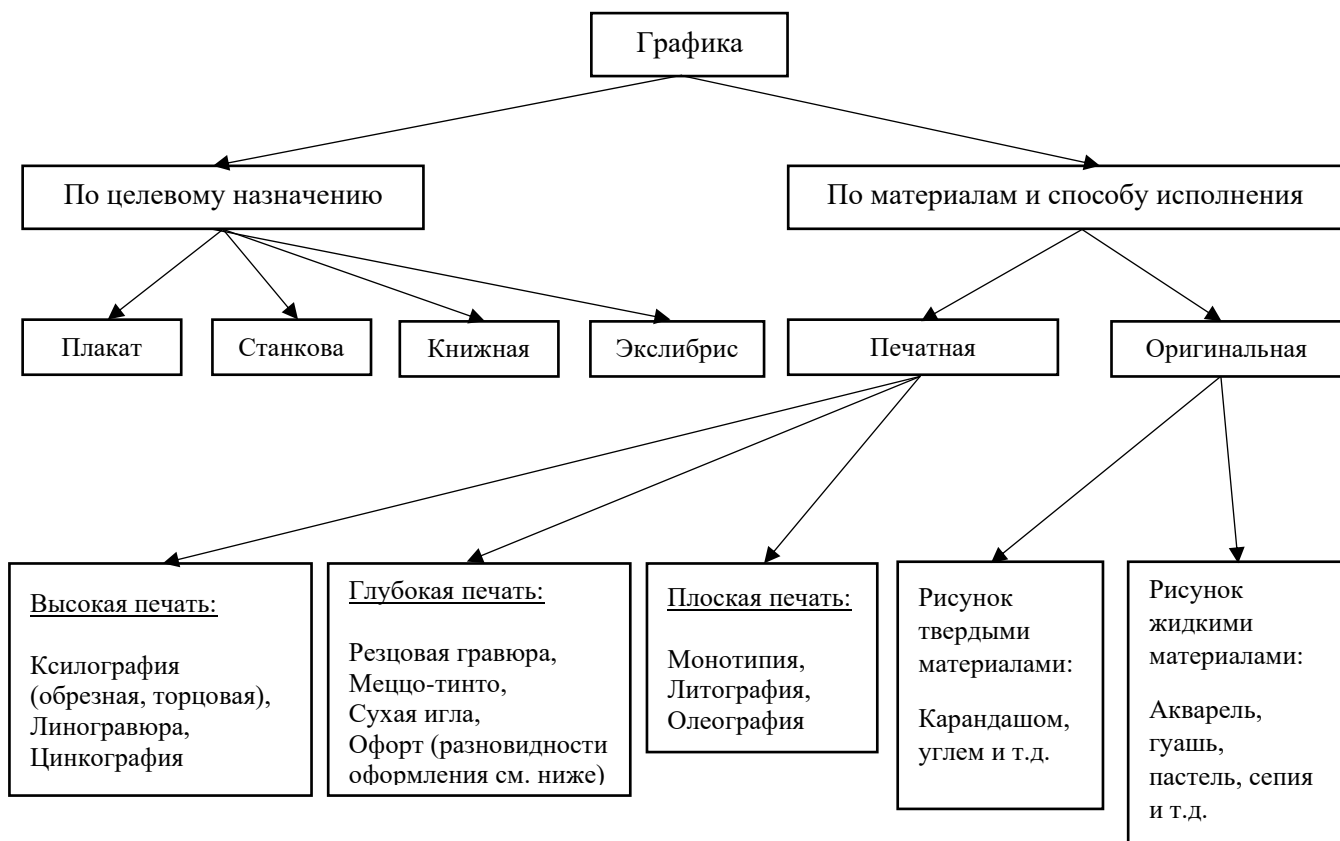 Графика
По целевому назначению
По материалам и способу исполнения
Плакат
Станкова
Книжная
Экслибрис
Печатная
Оригинальная
Высокая печать:
Ксилография
(обрезная, торцовая),
Линогравюра,
Цинкография
Глубокая печать:
Резцовая гравюра,
Меццо-тинто,
Сухая игла,
Офорт (разновидности
оформления см. ниже)
Плоская печать:
Монотипия,
Литография,
Олеография
Рисунок
твердыми
материалами:
Карандашом,
углем и т.д.
Рисунок
жидкими
материалами:
Акварель,
гуашь,
пастель, сепия
и т.д.